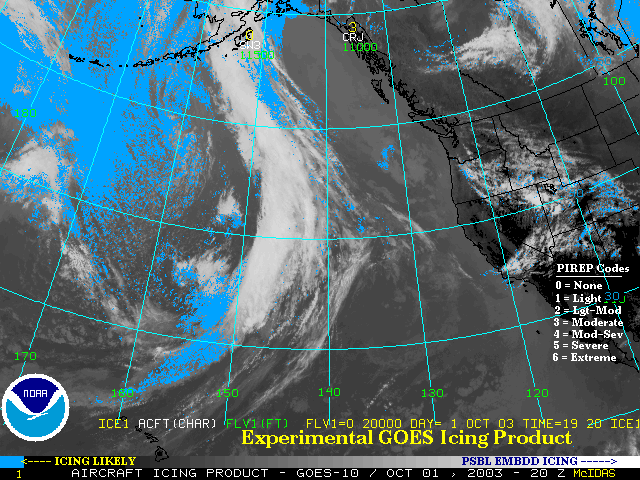 3
CRJ
11000
100
180
PIREP Codes
0 = None
1 = Light
2 = Lgt-Mod
3 = Moderate
4 = Mod-Sev
5 = Severe
6 = Extreme
30
170
160
150
140
130
120
NOAA
ICE1 ACFT(CHAR) FLV1(FT) FLV1=0 20000 DAY= 1 OCT 03 TIME=19 20 ICE1
Experimental GOES Icing Product
<---- ICING LIKELY PSBL EMBDD ICING ----->
1 AIRCRAFT ICING PRODUCT - GOES-10 / OCT 01 , 2003 - 20 Z McIDAS